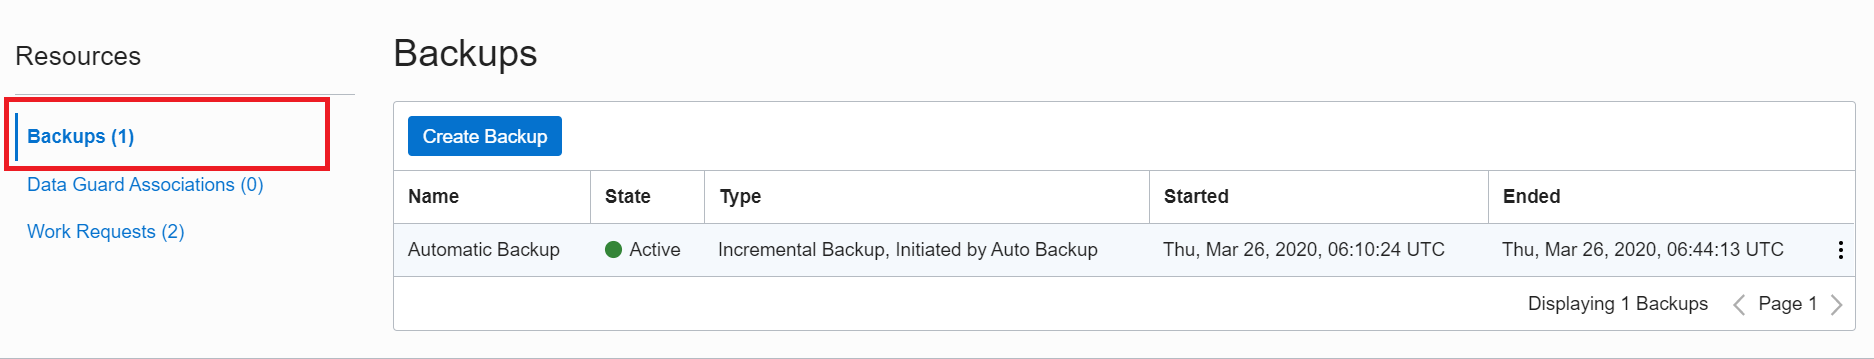 Resources
Backups (1)
Data Guard Associations (0)
Work Requests (2)
Backups
Create Backup
Name State Type Started Ended
Automatic Backup Active Incremental Backup, Initiated by Auto Backup Thu, Mar 26, 2020, 06:10:24 UTC Thu, Mar 26, 2020, 06:44:13 UTC
Displaying 1 Backups Page 1